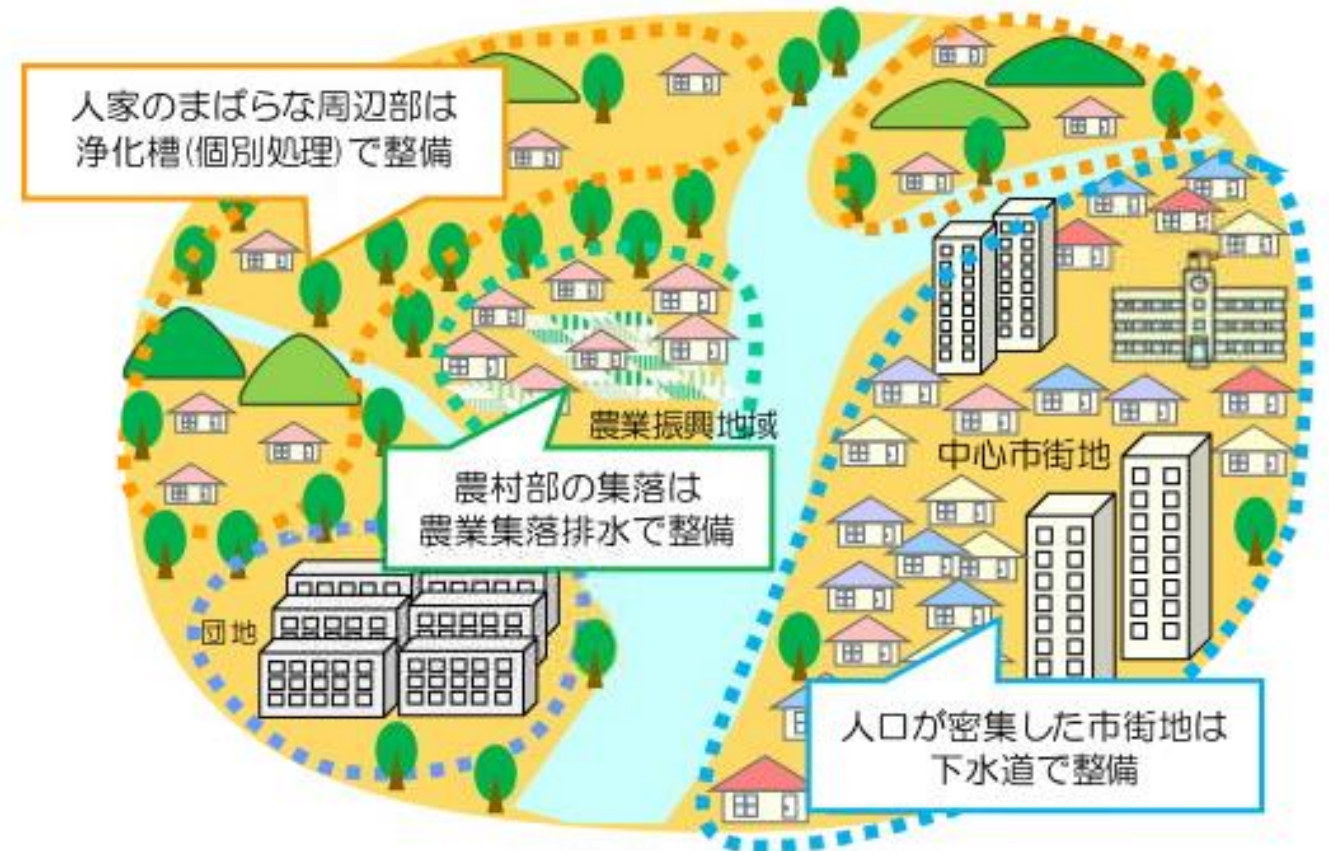 人家のまばらな周辺部は
浄化槽(個別処理)で整備
農業振興地域
中心市街地
農村部の集落は
農業集落排水で整備
団地
人口が密集した市街地は
下水道で整備